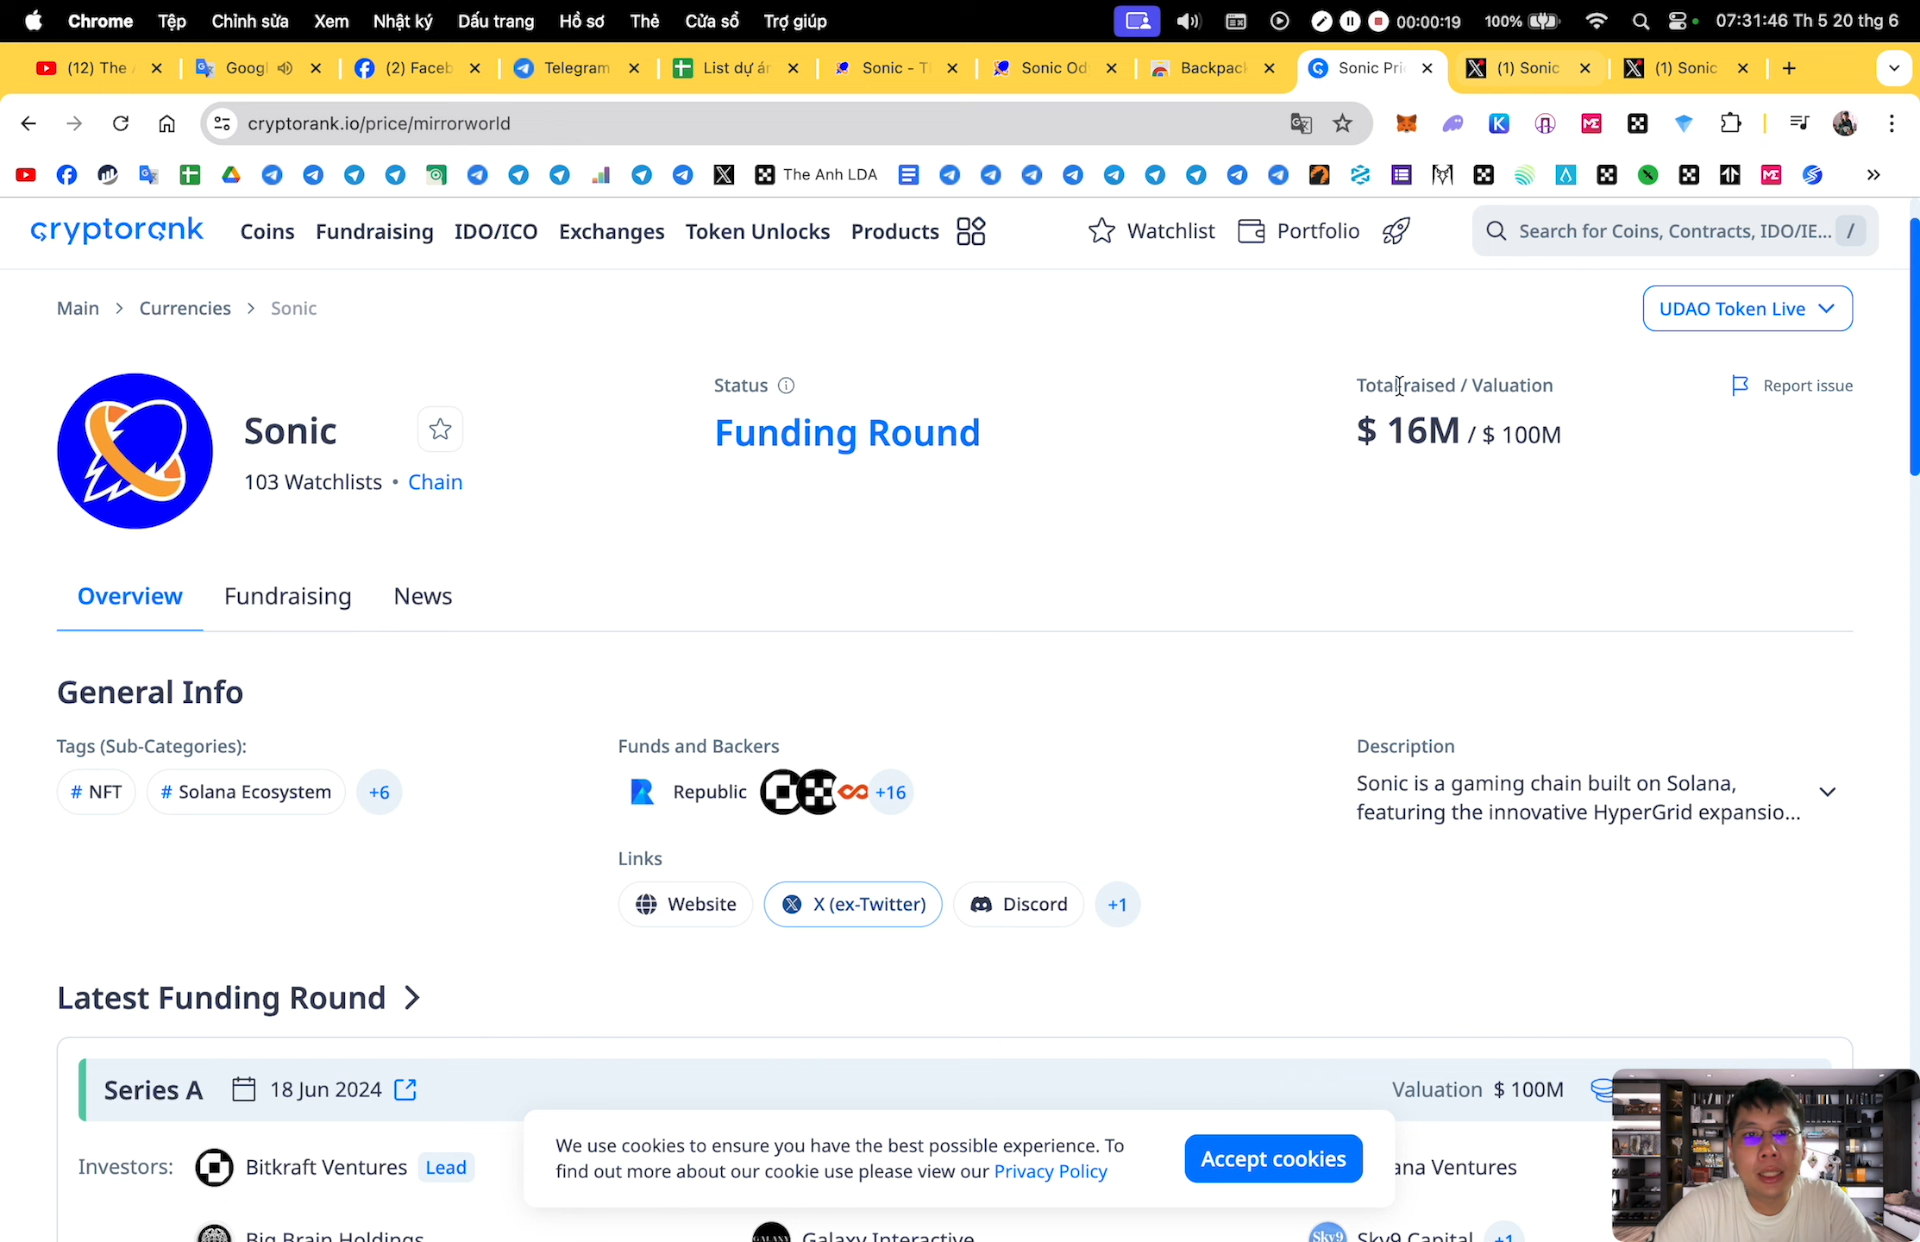 Chrome Tệp Chỉnh sửa Xem Nhật ký Dấu trang Hồ sơ Thẻ Cửa sổ Trợ giúp 00:00:19 100% 07:31:46 Th 5 20 thg 6
(12) The Googl (2) Faceb Telegram List dự án Sonic - T Sonic Od Backpack Sonic Pri (1) Sonic (1) Sonic
cryptorank.io/price/mirrorworld
The Anh LDA
cryptorank Coins Fundraising IDO/ICO Exchanges Token Unlocks Products Watchlist Portfolio Search for Coins, Contracts, IDO/IE... /
Main > Currencies > Sonic
UDAO Token Live
Sonic
103 Watchlists • Chain
Status
Funding Round
Total raised / Valuation
$ 16M / $ 100M
Report issue
Overview Fundraising News
General Info
Tags (Sub-Categories):
# NFT # Solana Ecosystem +6
Funds and Backers
Republic +16
Links
Website X (ex-Twitter) Discord +1
Description
Sonic is a gaming chain built on Solana,
featuring the innovative HyperGrid expansio...
Latest Funding Round >
Series A 18 Jun 2024 Valuation $ 100M
Investors: Bitkraft Ventures Lead
ana Ventures
Big Brain Holdings Galaxy Interactive Sky9 Capital +1
We use cookies to ensure you have the best possible experience. To
find out more about our cookie use please view our Privacy Policy
Accept cookies